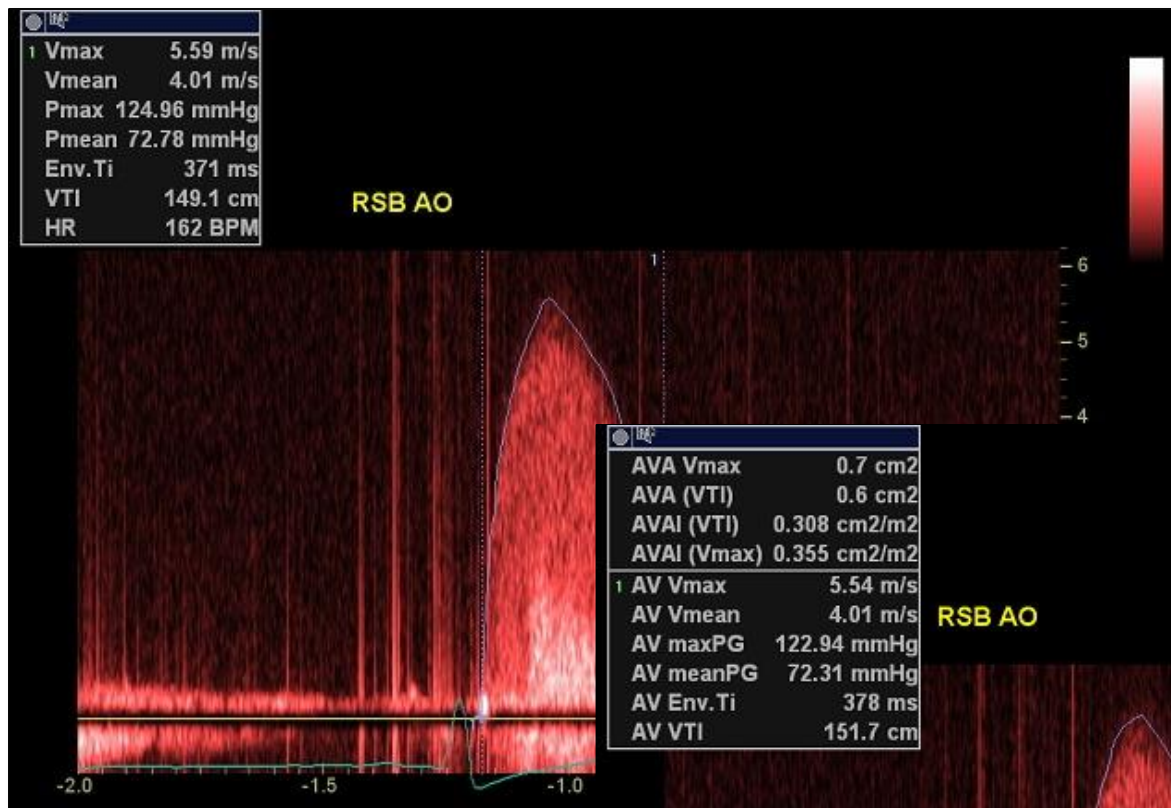 1 Vmax 5.59 m/s
Vmean 4.01 m/s
Pmax 124.96 mmHg
Pmean 72.78 mmHg
Env.Ti 371 ms
VTI 149.1 cm
HR 162 BPM
RSB AO
1
6
5
4
AVA Vmax 0.7 cm2
AVA (VTI) 0.6 cm2
AVAI (VTI) 0.308 cm2/m2
AVAI (Vmax) 0.355 cm2/m2
1 AV Vmax 5.54 m/s
AV Vmean 4.01 m/s
AV maxPG 122.94 mmHg
AV meanPG 72.31 mmHg
AV Env.Ti 378 ms
AV VTI 151.7 cm
RSB AO
-2.0 -1.5 -1.0